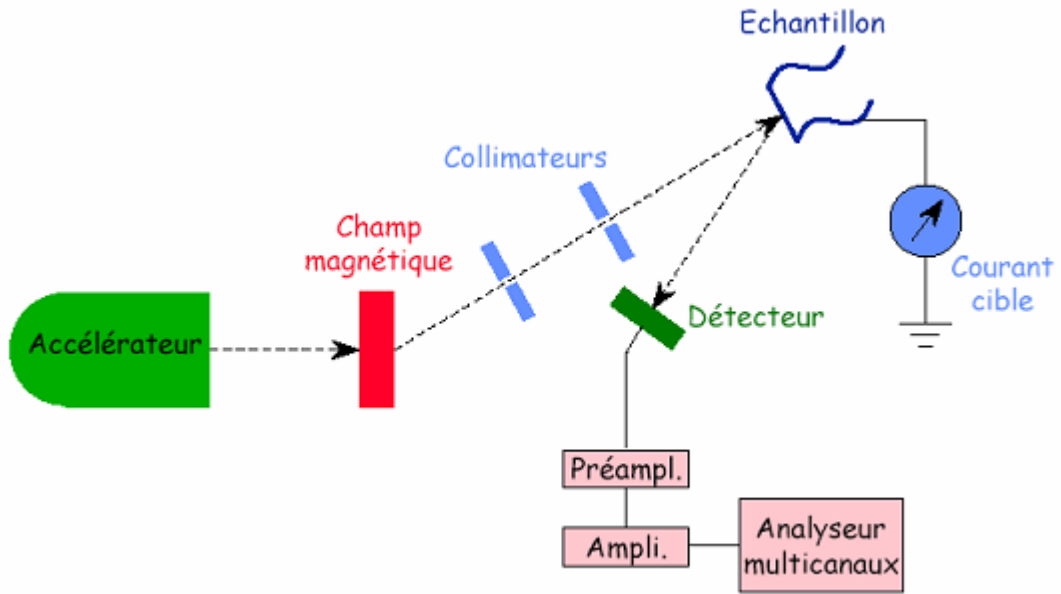 Echantillon
Collimateurs
Champ
magnétique
Courant
cible
Détecteur
Accélérateur
Préampl.
Ampli.
Analyseur
multicanaux